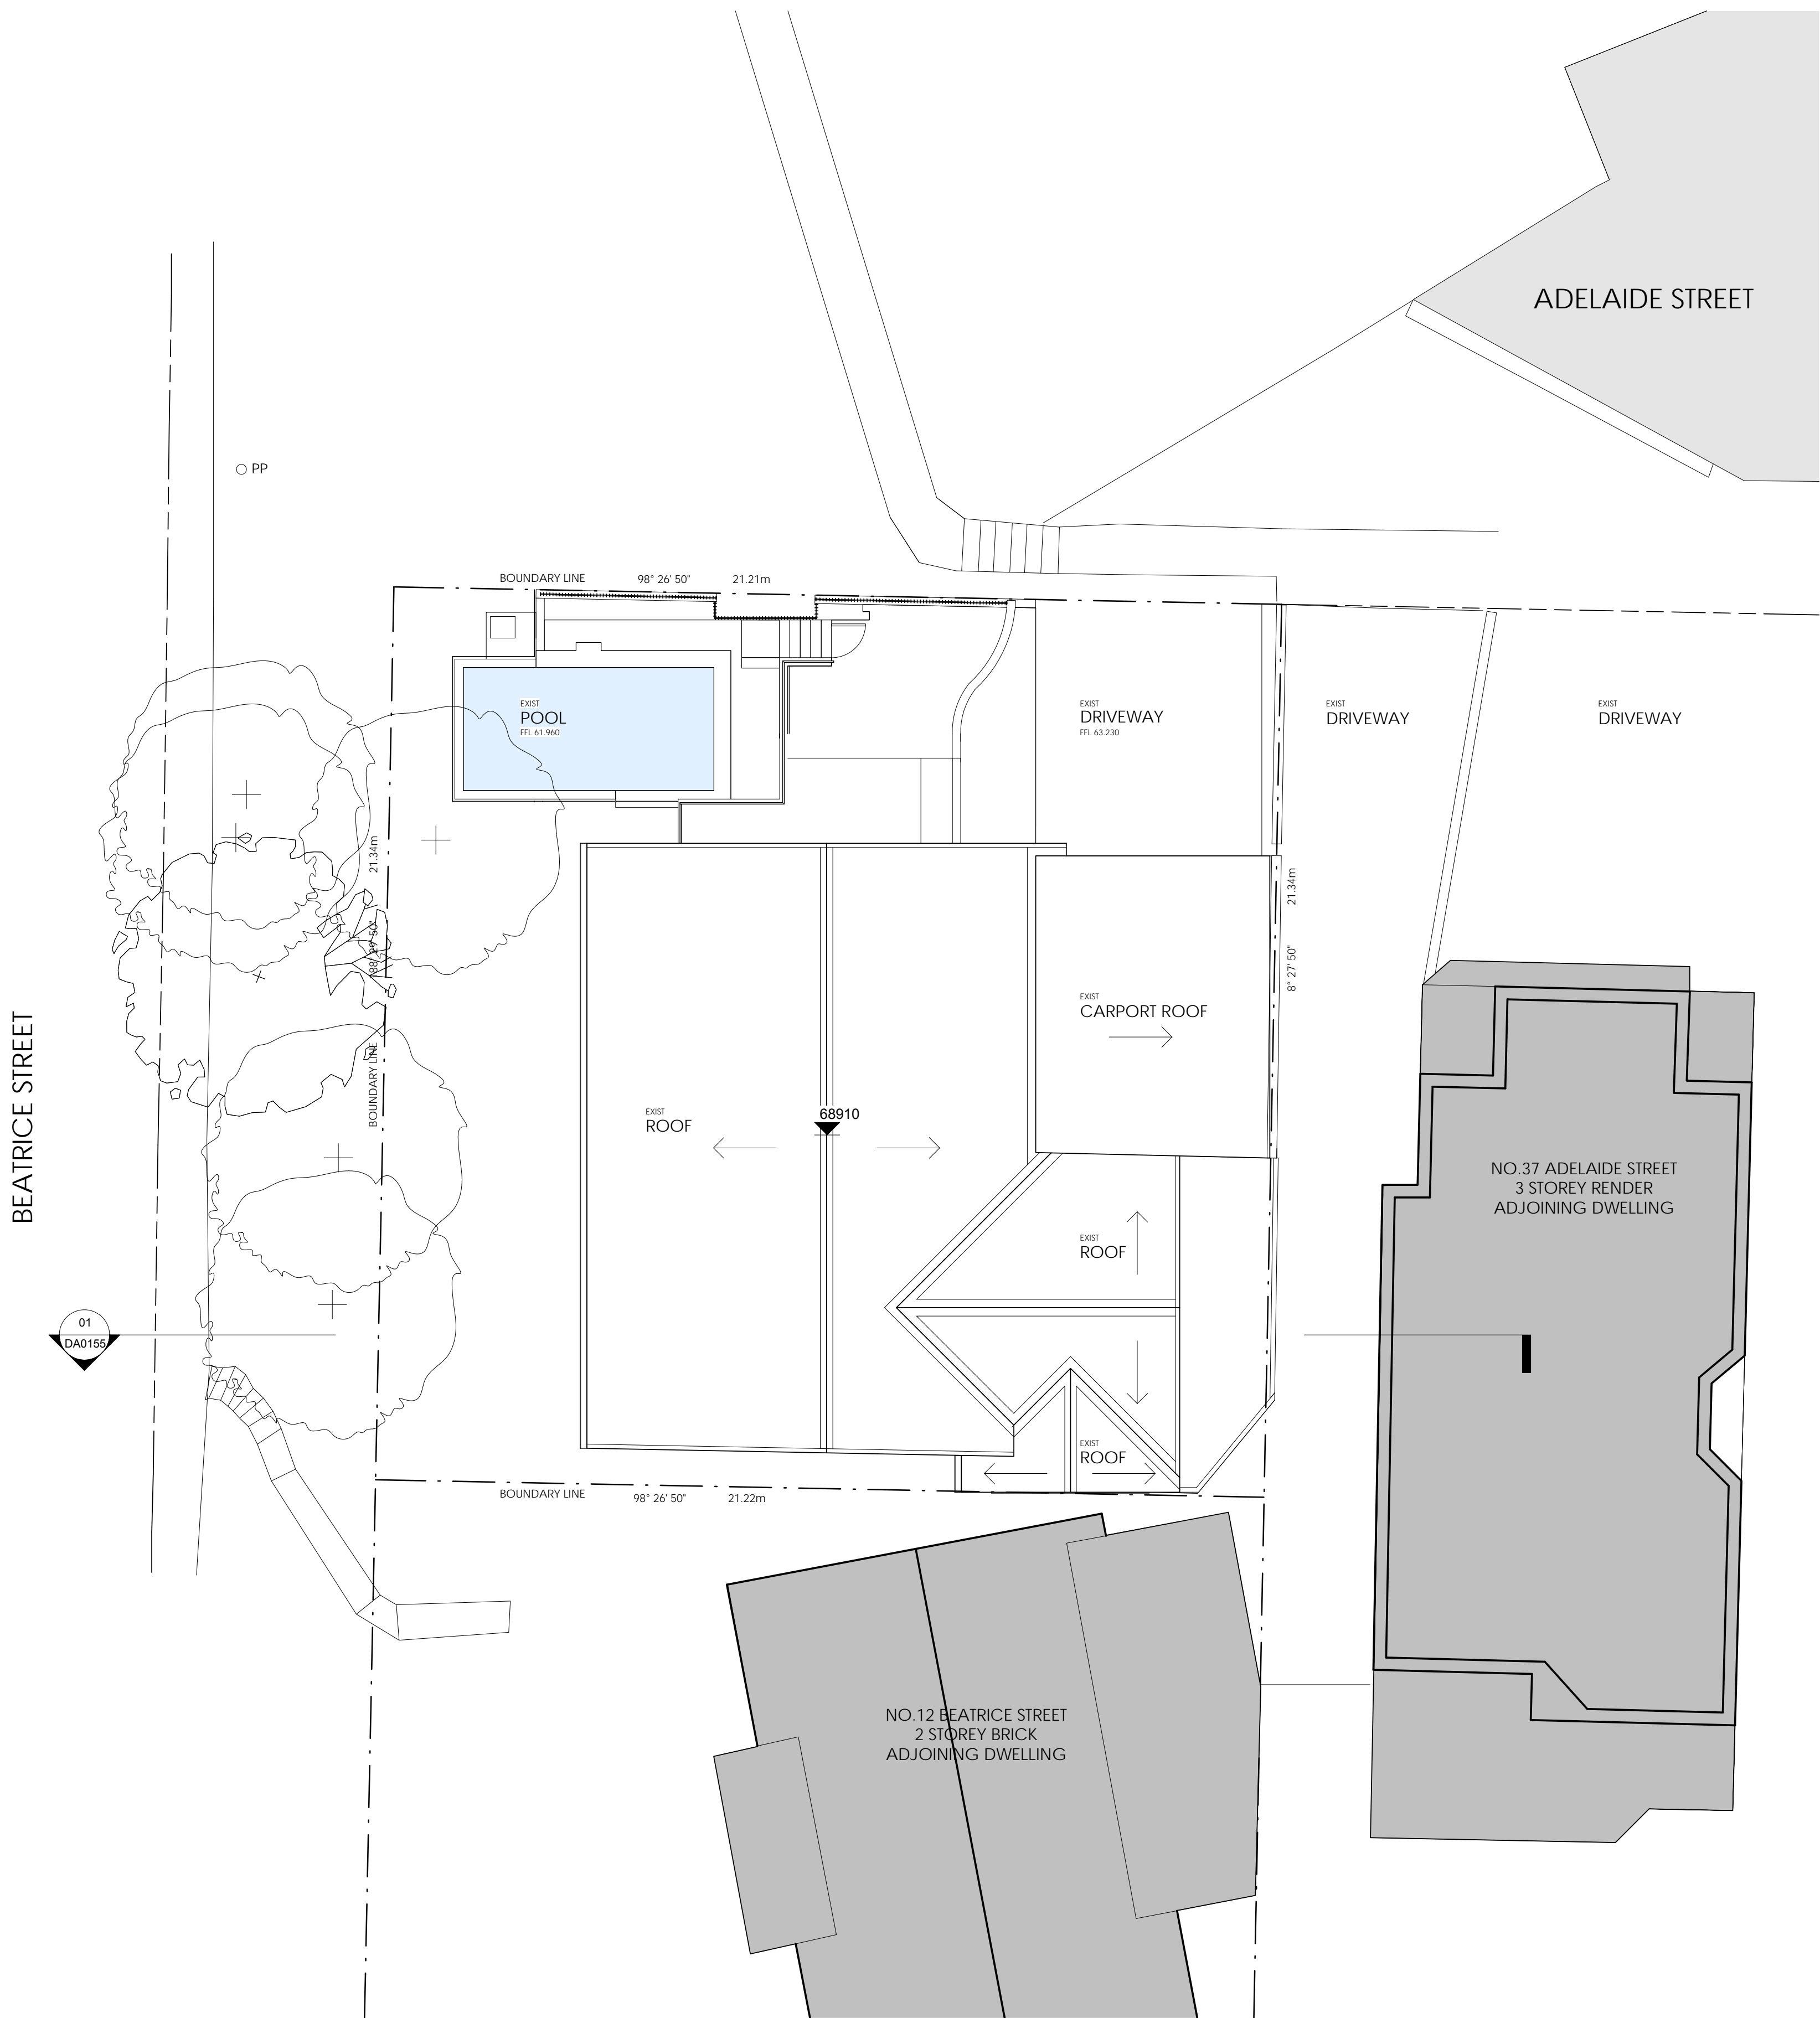 ADELAIDE STREET
PP
BOUNDARY LINE 98° 26' 50" 21.21m
EXIST
POOL
FFL 61.960
EXIST
DRIVEWAY
FFL 63.230
EXIST
DRIVEWAY
EXIST
DRIVEWAY
21.34m
BOUNDARY LINE
21.34m
8° 27' 50"
EXIST
CARPORT ROOF
BEATRICE STREET
EXIST
ROOF
68910
NO.37 ADELAIDE STREET
3 STOREY RENDER
ADJOINING DWELLING
EXIST
ROOF
01
DA0155
EXIST
ROOF
BOUNDARY LINE 98° 26' 50" 21.22m
NO.12 BEATRICE STREET
2 STOREY BRICK
ADJOINING DWELLING